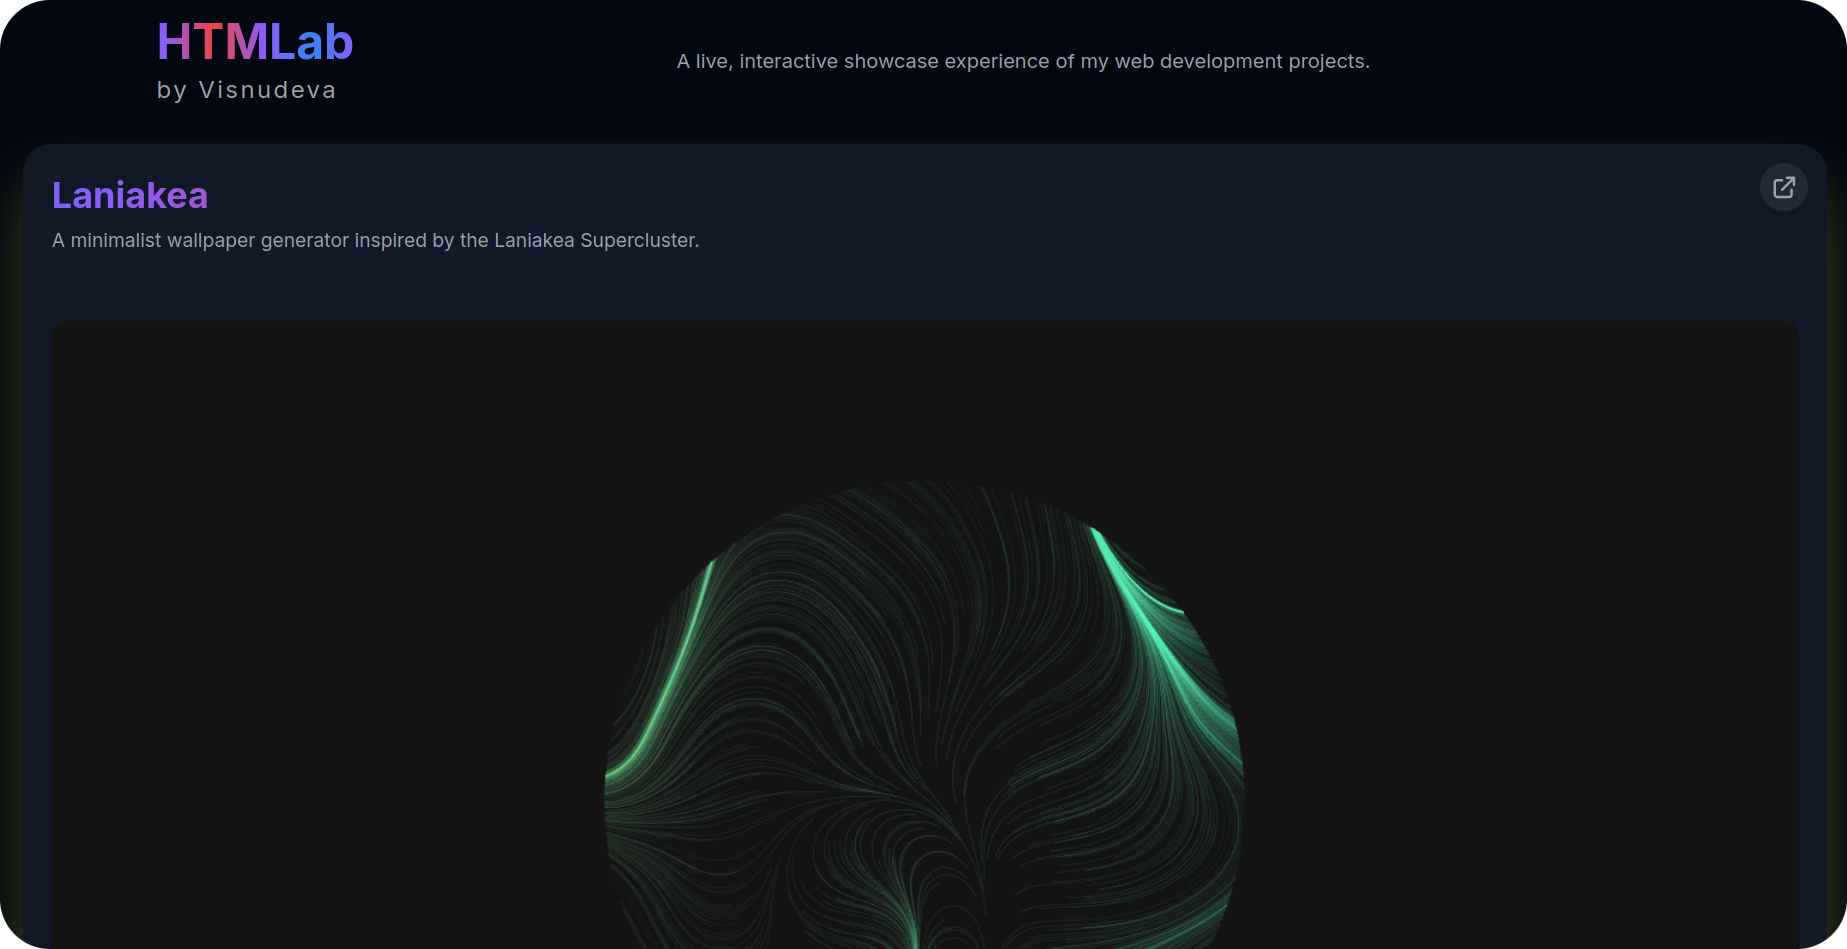 HTMLab
by Visnudeva
A live, interactive showcase experience of my web development projects.
Laniakea
A minimalist wallpaper generator inspired by the Laniakea Supercluster.